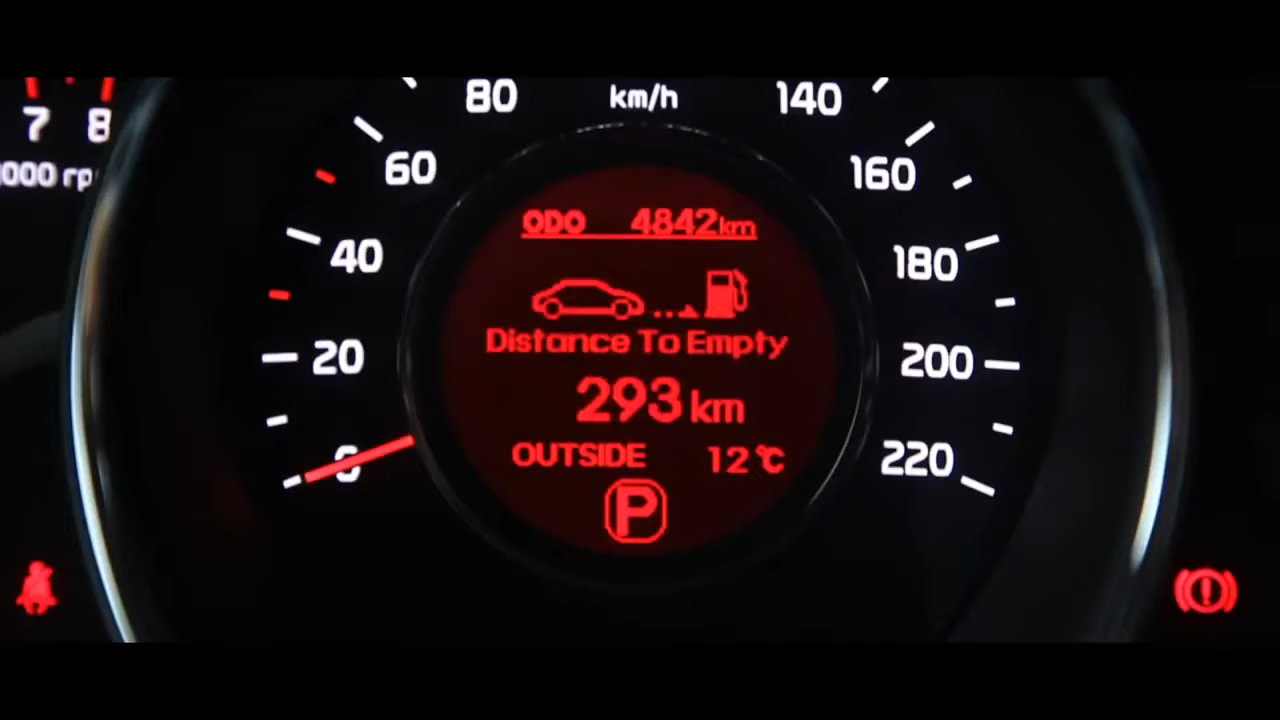 80 km/h 140
7 8
60 160
000 rp
ODO 4842km
40 180
Distance To Empty
20 200
293 km
OUTSIDE 12 °C
0 220
P